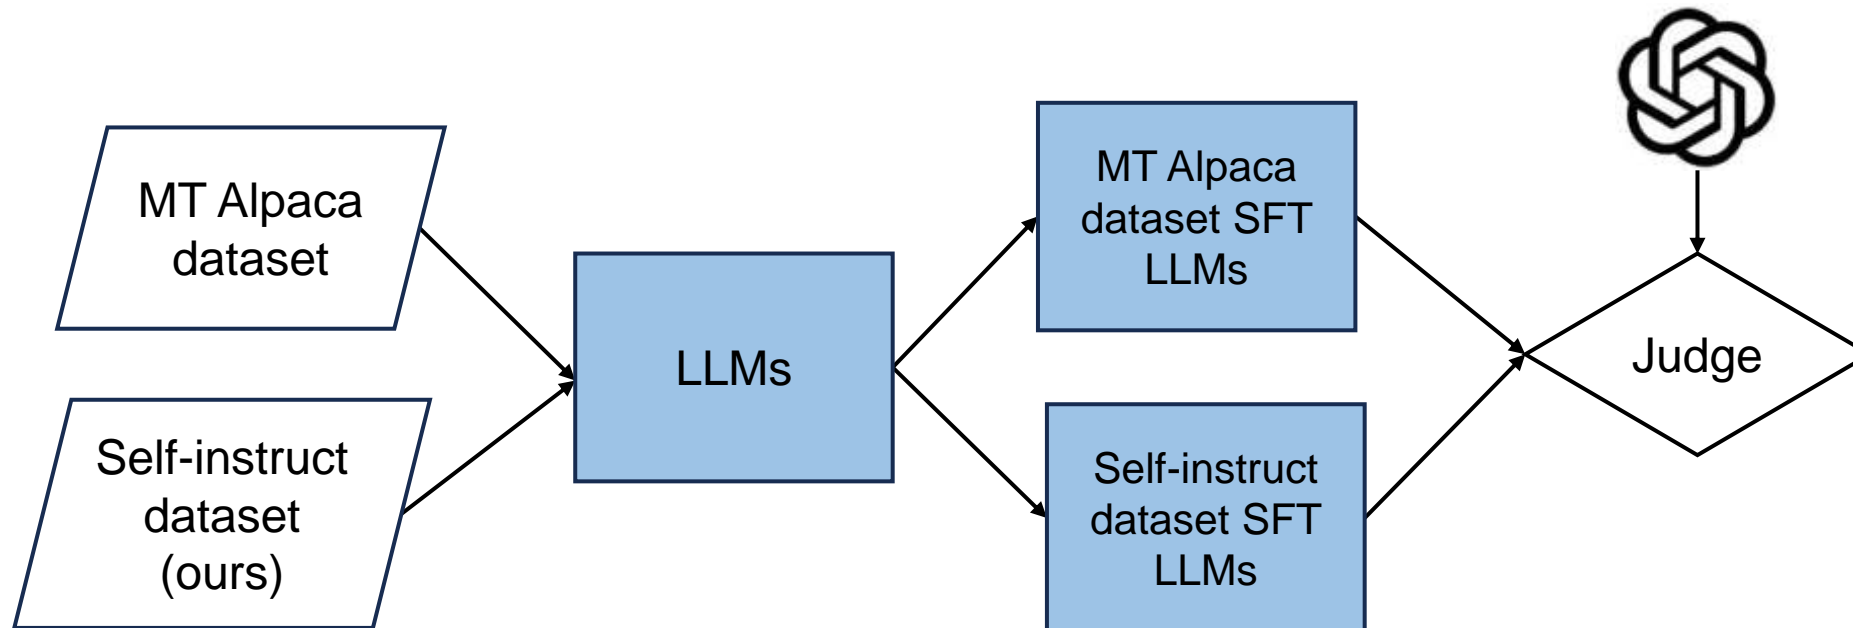 MT Alpaca
dataset
Self-instruct
dataset
(ours)
LLMs
MT Alpaca
dataset SFT
LLMs
Self-instruct
dataset SFT
LLMs
Judge